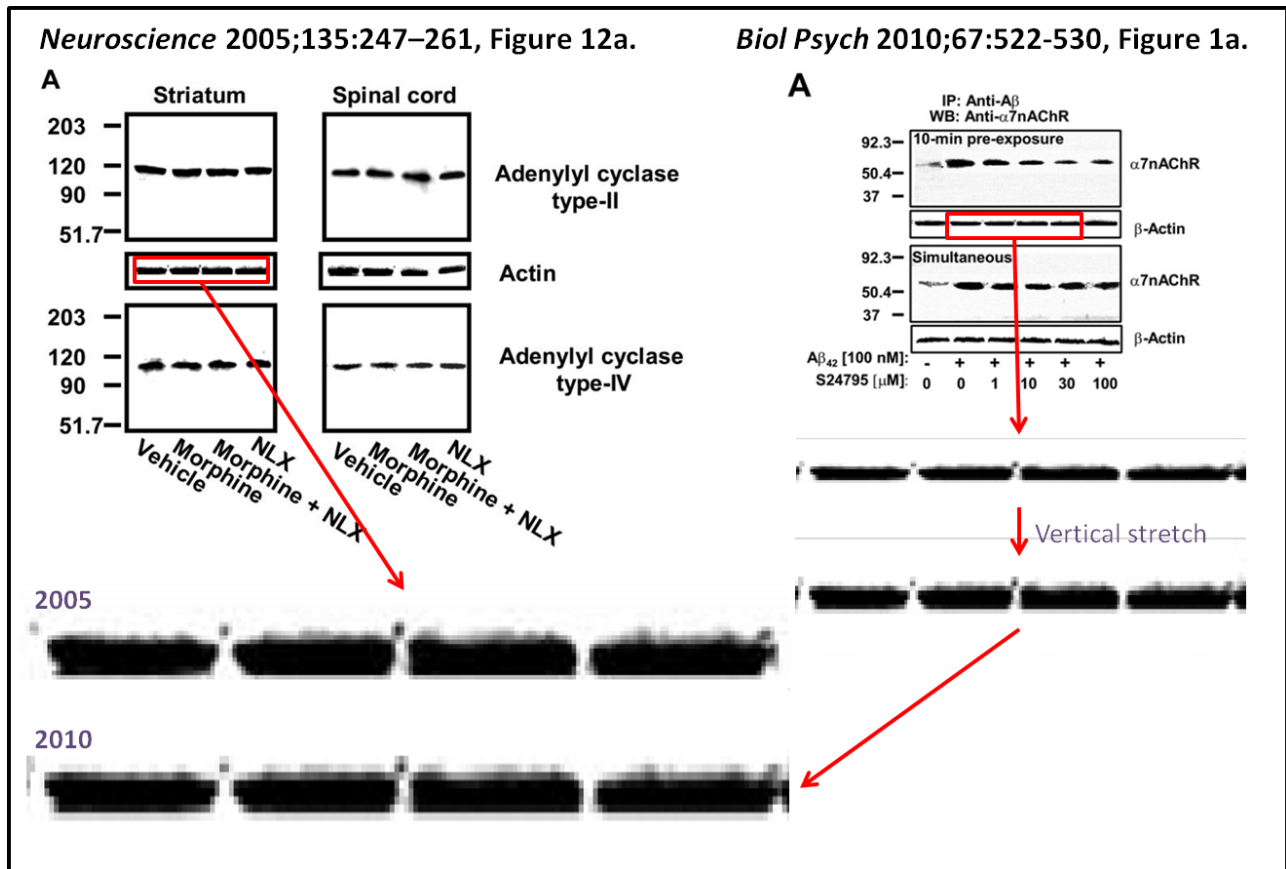 Neuroscience 2005;135:247–261, Figure 12a.
Biol Psych 2010;67:522-530, Figure 1a.
A
Striatum
Spinal cord
203
120
90
51.7
Adenylyl cyclase
type-II
Actin
203
120
90
51.7
Adenylyl cyclase
type-IV
Vehicle
Morphine
Morphine + NLX
NLX
Vehicle
Morphine
Morphine + NLX
NLX
A
IP: Anti-Aβ
WB: Anti-α7nAChR
92.3
50.4
37
10-min pre-exposure
α7nAChR
β-Actin
92.3
50.4
37
Simultaneous
α7nAChR
β-Actin
Aβ42 [100 nM]: - + + + + +
S24795 [μM]: 0 0 1 10 30 100
Vertical stretch
2005
2010